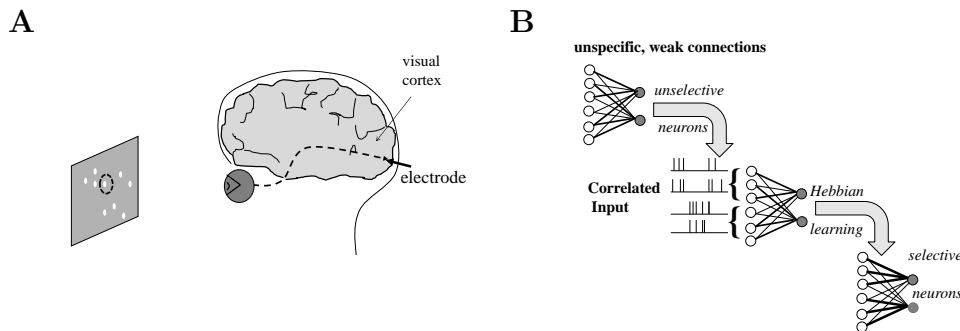 A
visual
cortex
electrode
B
unspecific, weak connections
unselective
neurons
Correlated
Input
Hebbian
learning
selective
neurons